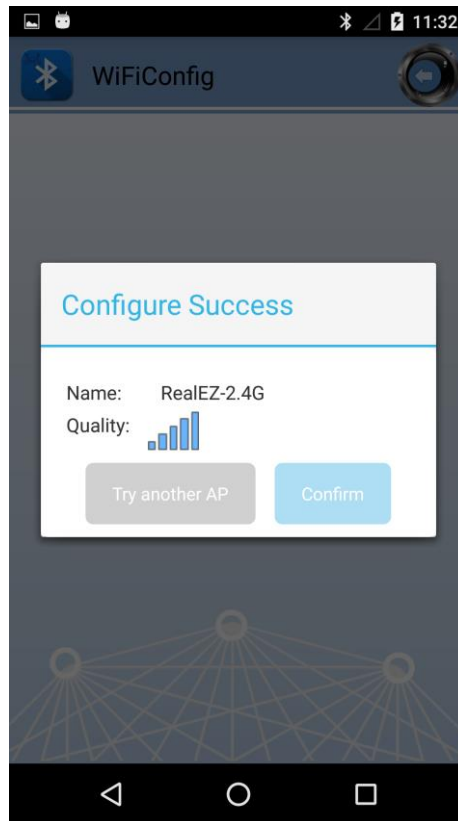 11:32
WiFiConfig
Configure Success
Name: RealEZ-2.4G
Quality:
Try another AP Confirm